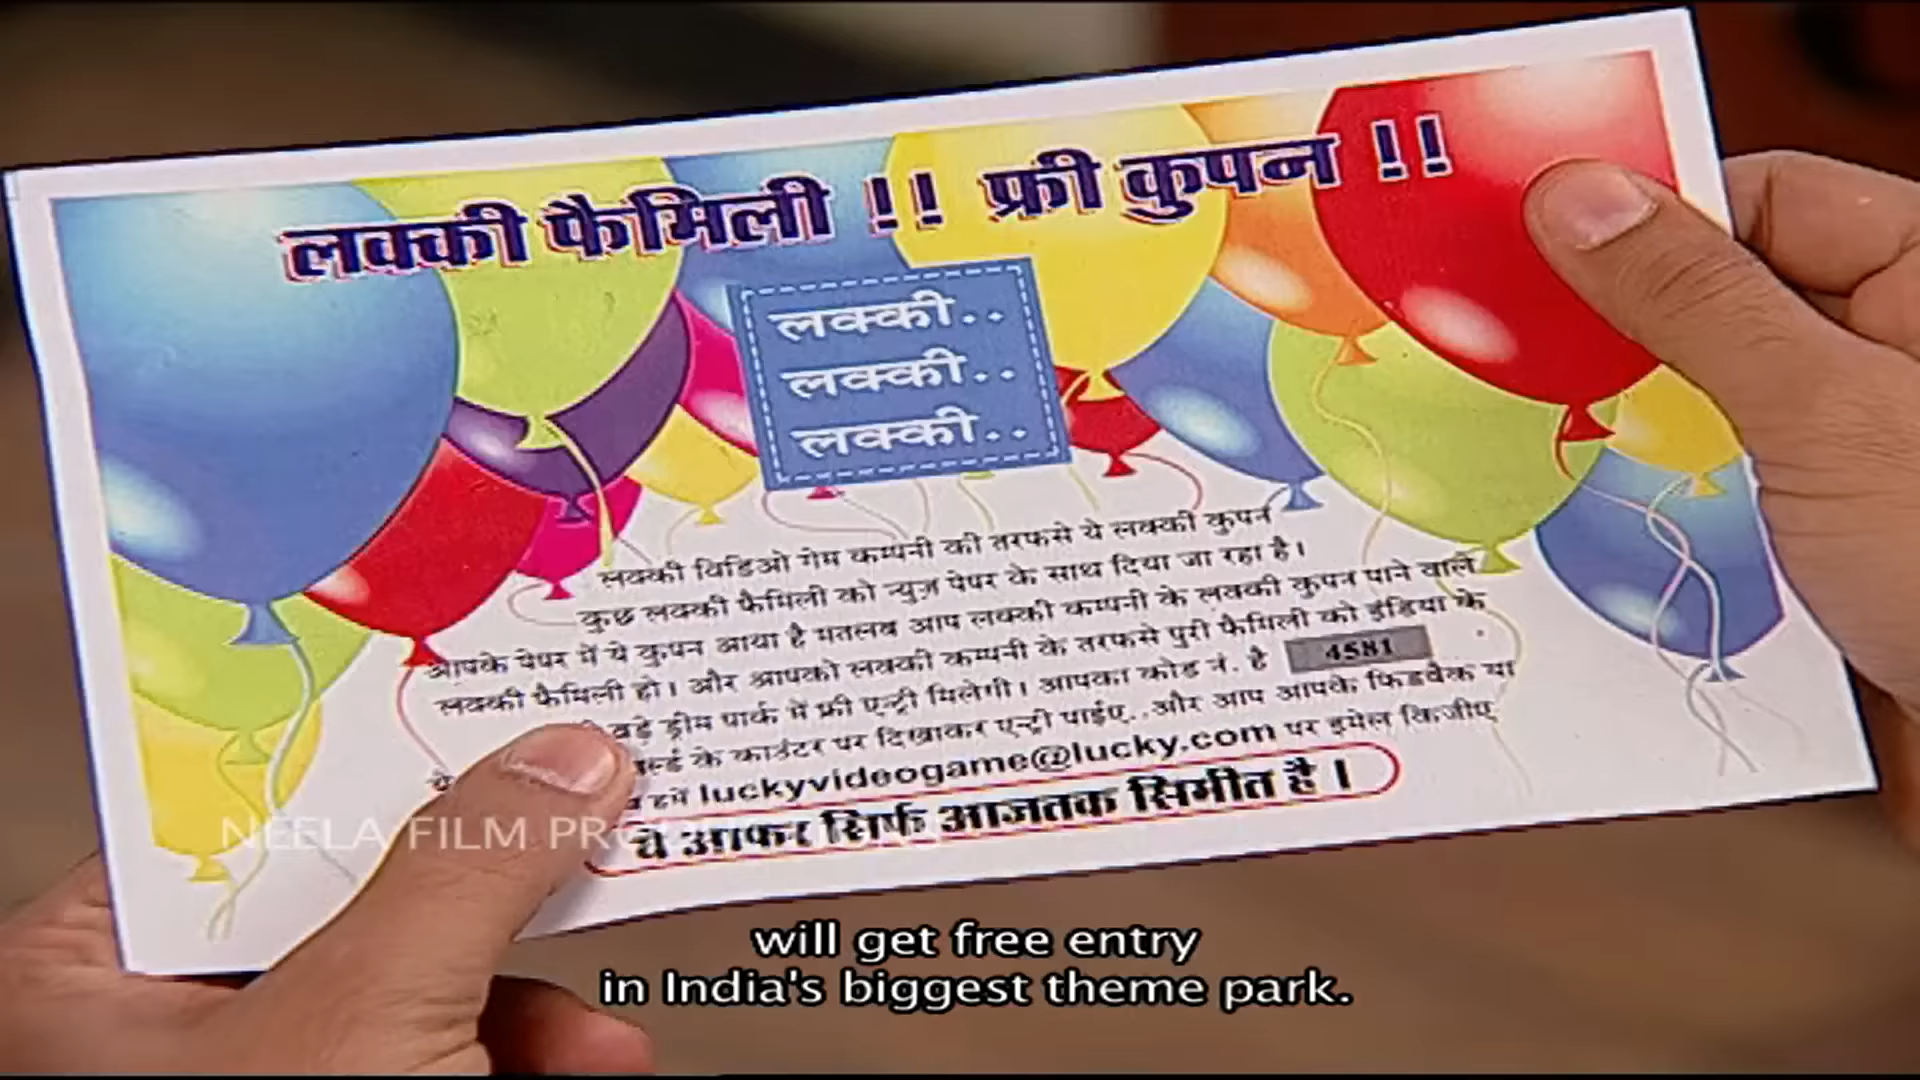 लक्की फैमिली !! फ्री कुपन !!
लक्की..
लक्की..
लक्की..
लक्की विडिओ गेम कम्पनी की तरफसे ये लक्की कुपन
कुछ लक्की फैमिली को न्युज़ पेपर के साथ दिया जा रहा है।
आपके पेपर में ये कुपन आया है मतलब आप लक्की कम्पनी के लक्की कुपन पाने वाले
लक्की फैमिली हो। और आपको लक्की कम्पनी के तरफसे पुरी फैमिली को इंडिया के
बड़े ड्रीम पार्क में फ्री एन्ट्री मिलेगी। आपका कोड नं. है 4581
के काउंटर पर दिखाकर एन्ट्री पाईए..और आप आपके फिडबैक या
हमें luckyvideogame@lucky.com पर इमेल किजीए
ये आफर सिर्फ आजतक सिमीत है।
NEELA FILM PRODUCTIONS
will get free entry
in India's biggest theme park.